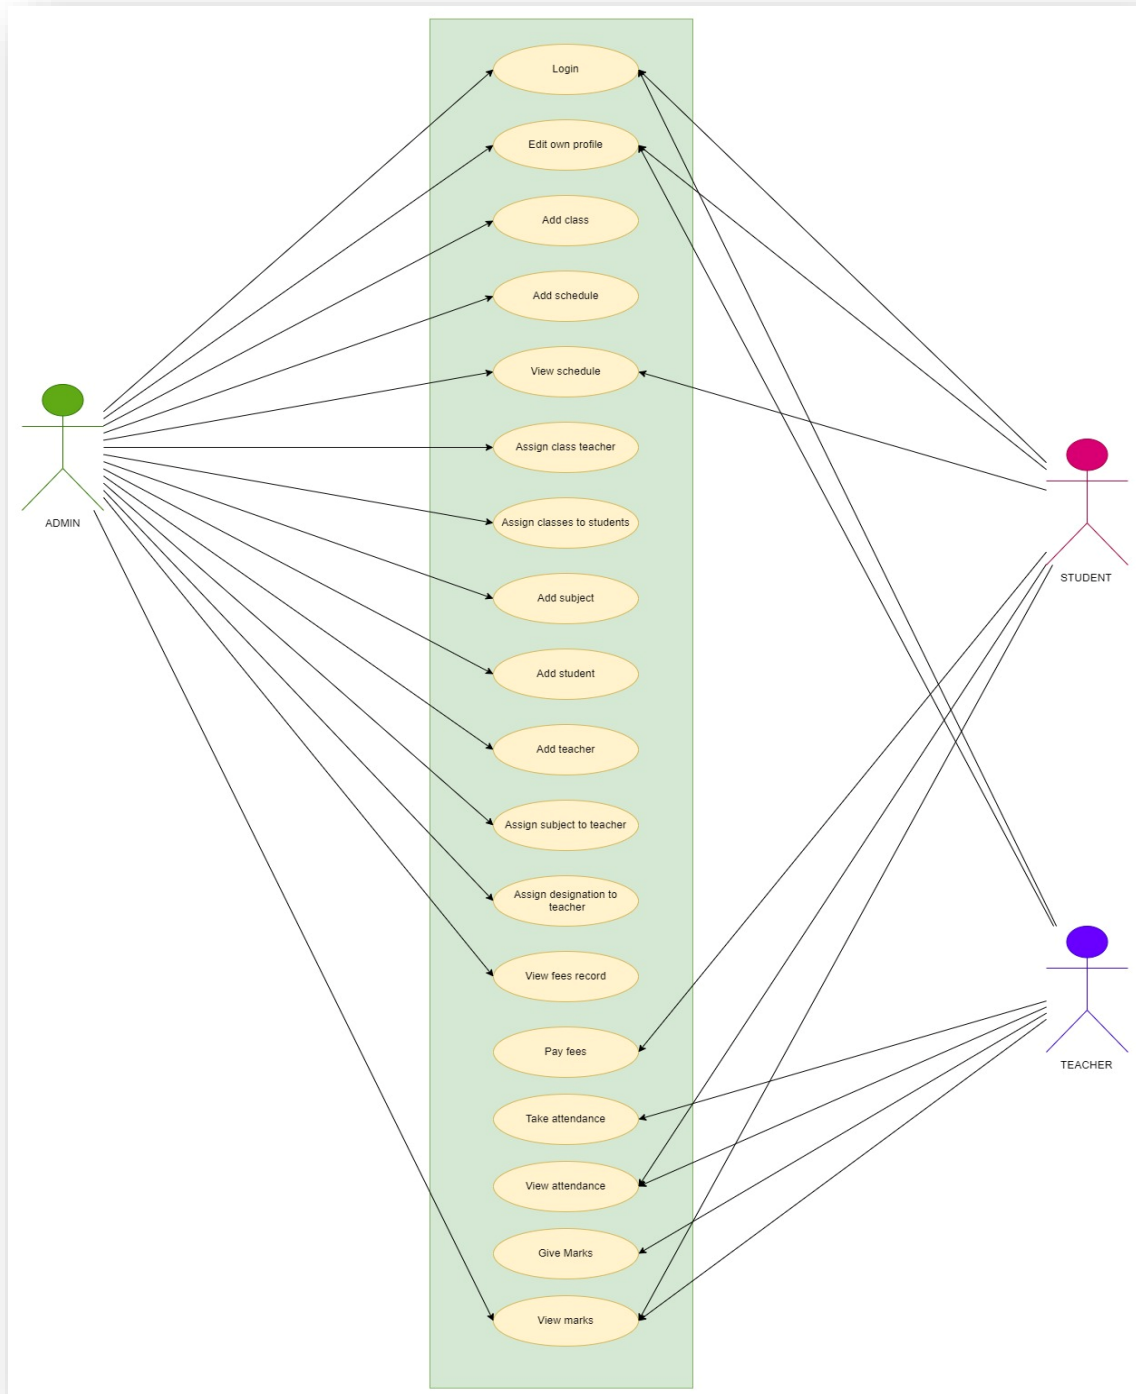 Login
Edit own profile
Add class
Add schedule
View schedule
Assign class teacher
Assign classes to students
Add subject
Add student
Add teacher
Assign subject to teacher
Assign designation to
teacher
View fees record
Pay fees
Take attendance
View attendance
Give Marks
View marks
ADMIN
STUDENT
TEACHER